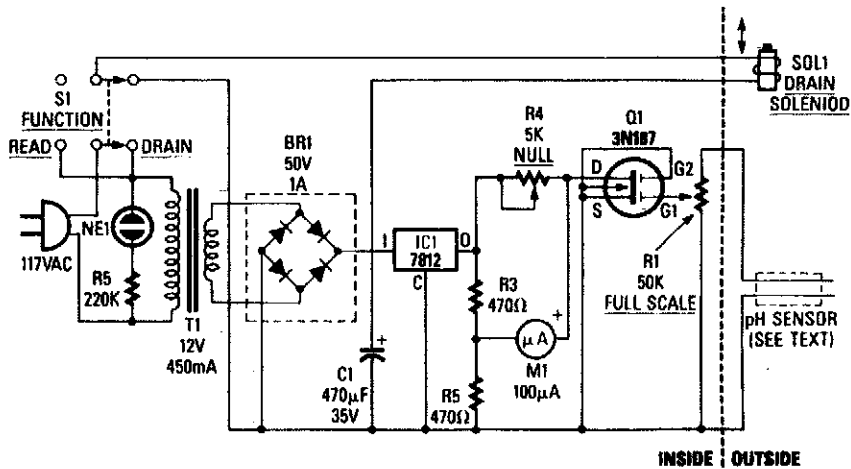 S1
FUNCTION
READ
DRAIN
117VAC
NE1
R5
220K
T1
12V
450mA
BR1
50V
1A
C1
470μF
35V
+
I
IC1
7812
O
C
R4
5K
NULL
R3
470Ω
R5
470Ω
μA
+
M1
100μA
Q1
3N187
D
S
G2
G1
R1
50K
FULL SCALE
SOL1
DRAIN
SOLENIOD
pH SENSOR
(SEE TEXT)
INSIDE
OUTSIDE